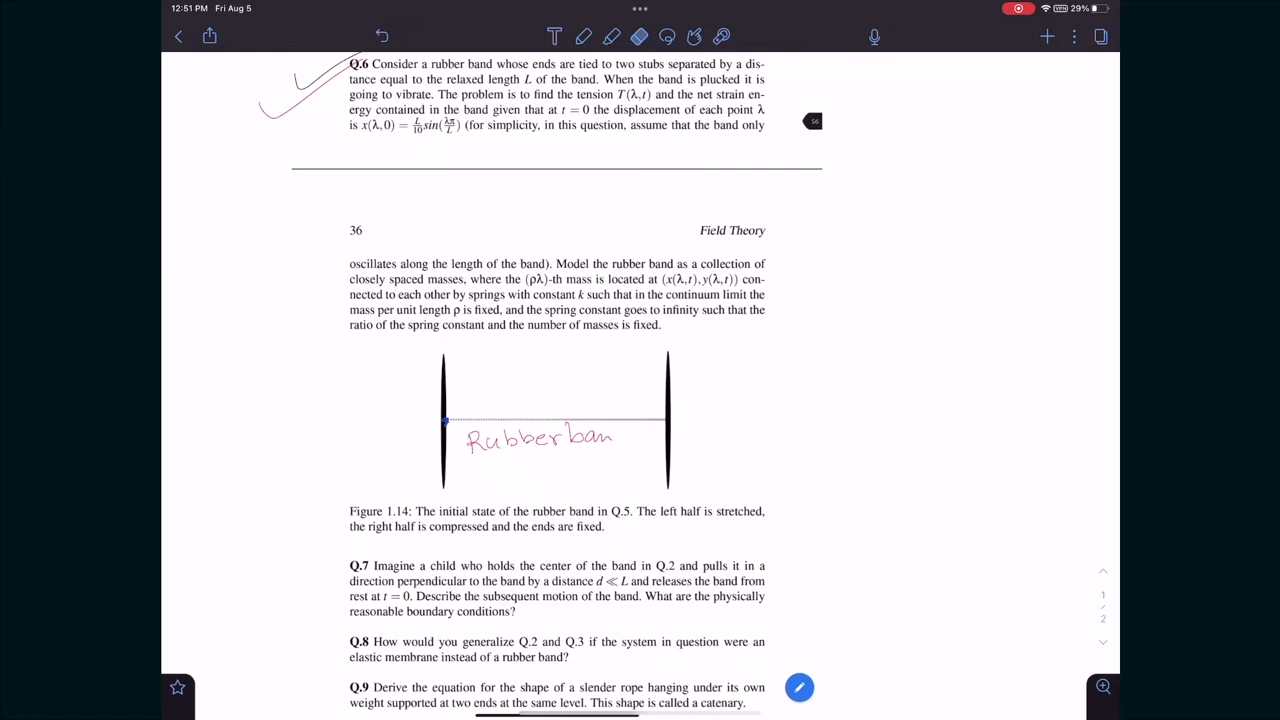 12:51 PM Fri Aug 5
VPN 29%
Q.6 Consider a rubber band whose ends are tied to two stubs separated by a dis-
tance equal to the relaxed length L of the band. When the band is plucked it is
going to vibrate. The problem is to find the tension T(λ,t) and the net strain en-
ergy contained in the band given that at t = 0 the displacement of each point λ
is x(λ,0) = L/10 sin(λπ/L) (for simplicity, in this question, assume that the band only
56
36 Field Theory
oscillates along the length of the band). Model the rubber band as a collection of
closely spaced masses, where the (ρλ)-th mass is located at (x(λ,t),y(λ,t)) con-
nected to each other by springs with constant k such that in the continuum limit the
mass per unit length ρ is fixed, and the spring constant goes to infinity such that the
ratio of the spring constant and the number of masses is fixed.
Rubber ban
Figure 1.14: The initial state of the rubber band in Q.5. The left half is stretched,
the right half is compressed and the ends are fixed.
Q.7 Imagine a child who holds the center of the band in Q.2 and pulls it in a
direction perpendicular to the band by a distance d ≪ L and releases the band from
rest at t = 0. Describe the subsequent motion of the band. What are the physically
reasonable boundary conditions?
1
/
2
Q.8 How would you generalize Q.2 and Q.3 if the system in question were an
elastic membrane instead of a rubber band?
Q.9 Derive the equation for the shape of a slender rope hanging under its own
weight supported at two ends at the same level. This shape is called a catenary.